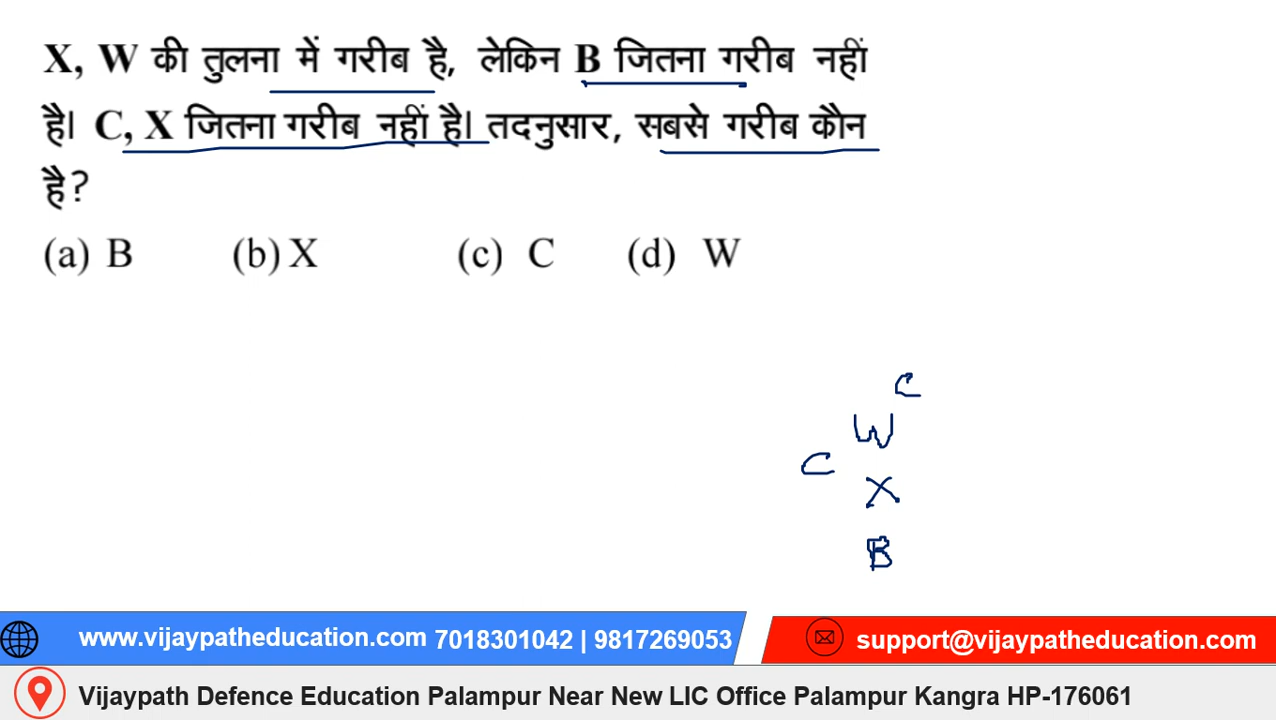 X, W की तुलना में गरीब है, लेकिन B जितना गरीब नहीं
है। C, X जितना गरीब नहीं है। तदनुसार, सबसे गरीब कौन
है?
(a) B (b) X (c) C (d) W
C
W
C
X
B
www.vijaypatheducation.com 7018301042 | 9817269053 support@vijaypatheducation.com
Vijaypath Defence Education Palampur Near New LIC Office Palampur Kangra HP-176061